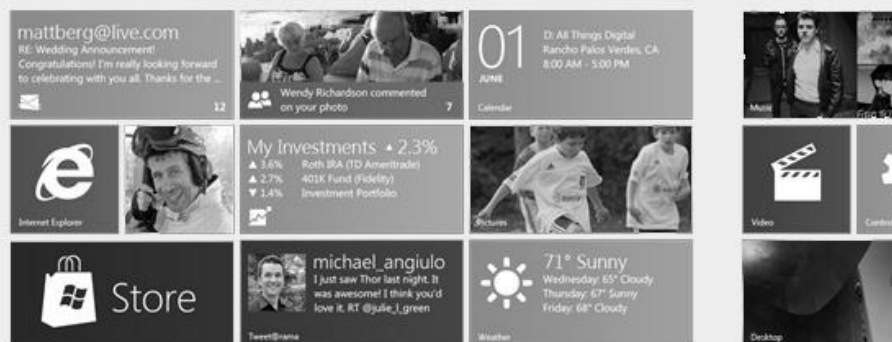 mattberg@live.com
RE: Wedding Announcement!
Congratulations! I'm really looking forward
to celebrating with you all. Thanks for the ...
12
Wendy Richardson commented
on your photo
7
01
JUNE
D: All Things Digital
Rancho Palos Verdes, CA
8:00 AM - 5:00 PM
Calendar
Music
Internet Explorer
My Investments ▲ 2.3%
▲ 3.6% Roth IRA (TD Ameritrade)
▲ 2.7% 401K Fund (Fidelity)
▼ 1.4% Investment Portfolio
Pictures
Video
Contro
Store
michael_angiulo
I just saw Thor last night. It
was awesome! I think you'd
love it. RT @julie_l_green
Tweet@rama
71° Sunny
Wednesday: 65° Cloudy
Thursday: 67° Sunny
Friday: 68° Cloudy
Weather
Desktop